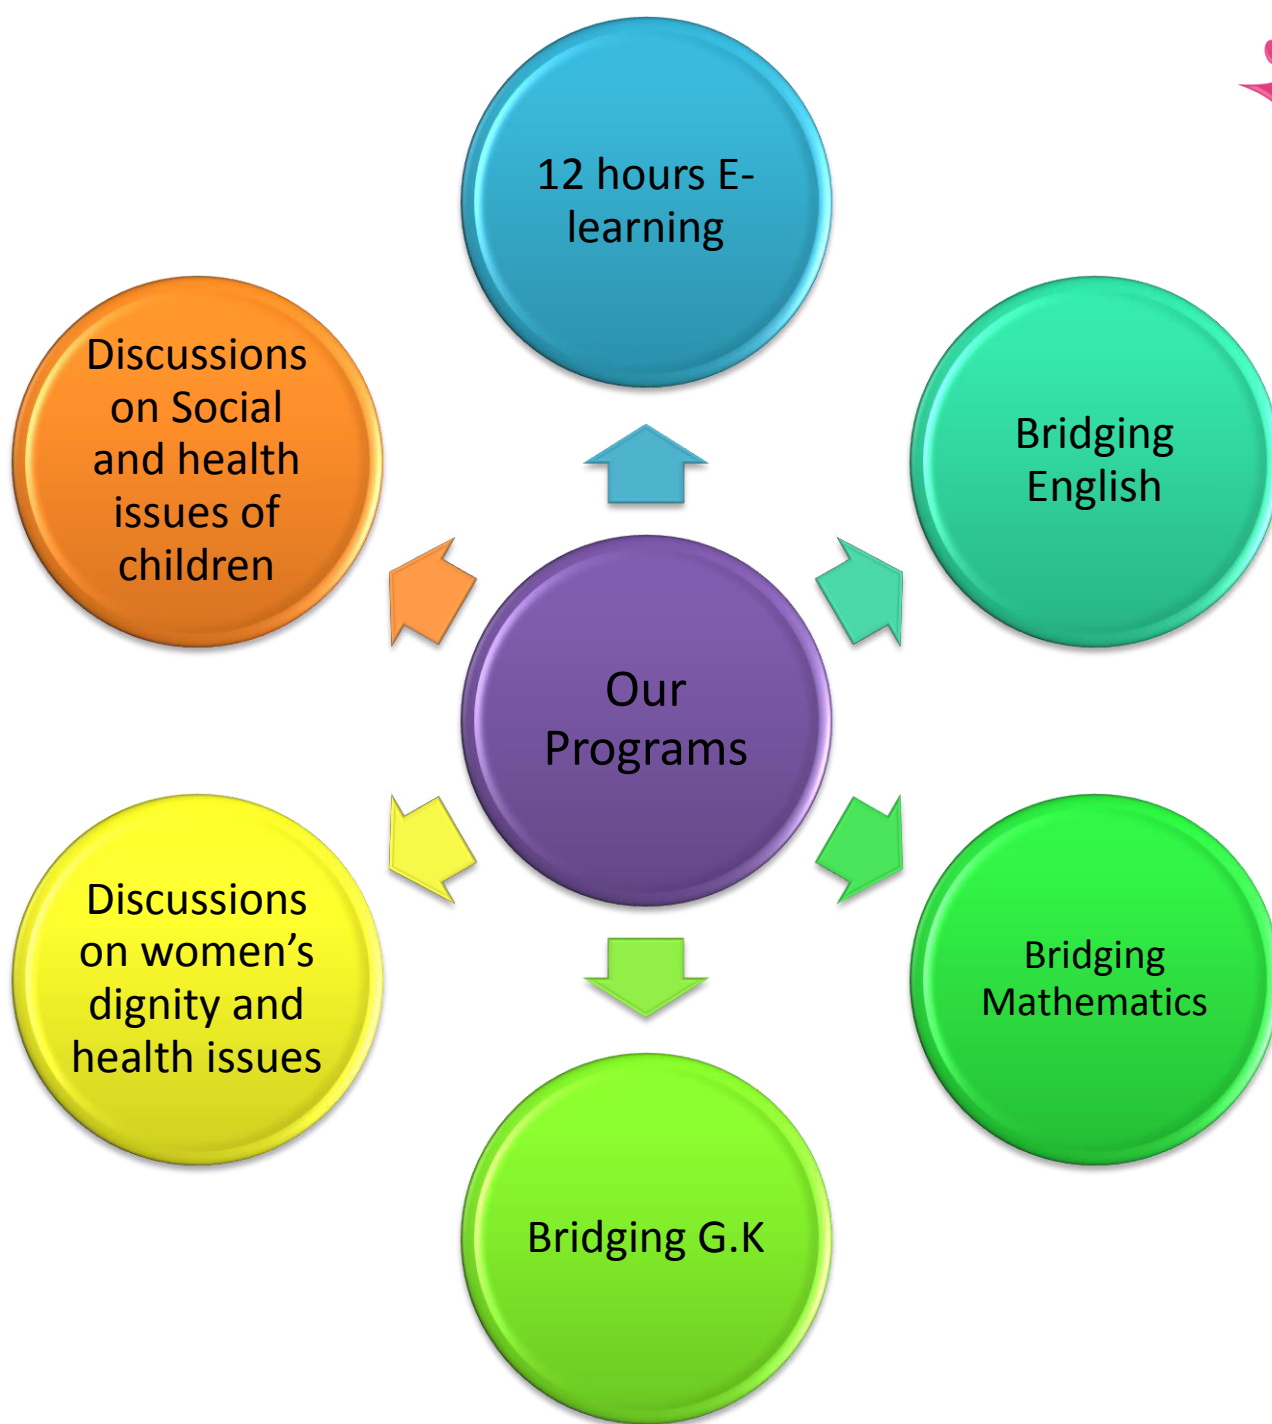 12 hours E-
learning
Bridging
English
Bridging
Mathematics
Bridging G.K
Discussions
on women’s
dignity and
health issues
Discussions
on Social
and health
issues of
children
Our
Programs